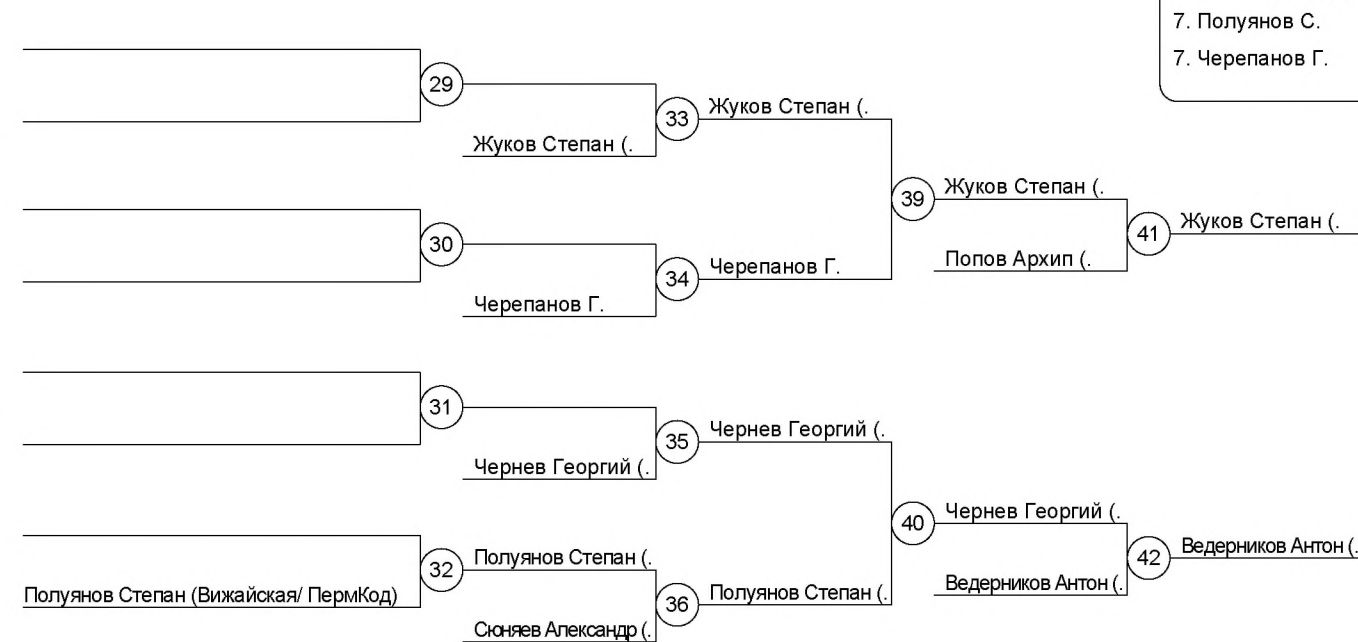 7. Полуянов С.
7. Черепанов Г.
29
Жуков Степан (.
33
Жуков Степан (.
30
Черепанов Г.
34
Черепанов Г.
39
Жуков Степан (.
Попов Архип (.
41
Жуков Степан (.
31
Чернев Георгий (.
35
Чернев Георгий (.
32
Полуянов Степан (Вижайская/ ПермКод)
Полуянов Степан (.
Сюняев Александр (.
36
Полуянов Степан (.
40
Чернев Георгий (.
Ведерников Антон (.
42
Ведерников Антон (.